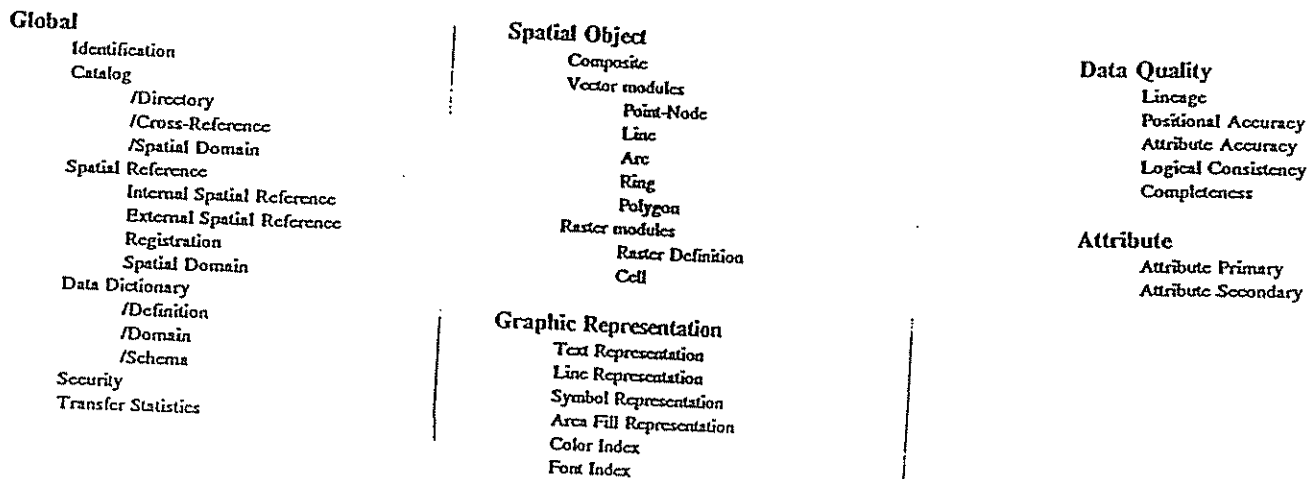 Global
Identification
Catalog
/Directory
/Cross-Reference
/Spatial Domain
Spatial Reference
Internal Spatial Reference
External Spatial Reference
Registration
Spatial Domain
Data Dictionary
/Definition
/Domain
/Schema
Security
Transfer Statistics
Spatial Object
Composite
Vector modules
Point-Node
Line
Arc
Ring
Polygon
Raster modules
Raster Definition
Cell
Graphic Representation
Text Representation
Line Representation
Symbol Representation
Area Fill Representation
Color Index
Font Index
Data Quality
Lineage
Positional Accuracy
Attribute Accuracy
Logical Consistency
Completeness
Attribute
Attribute Primary
Attribute Secondary